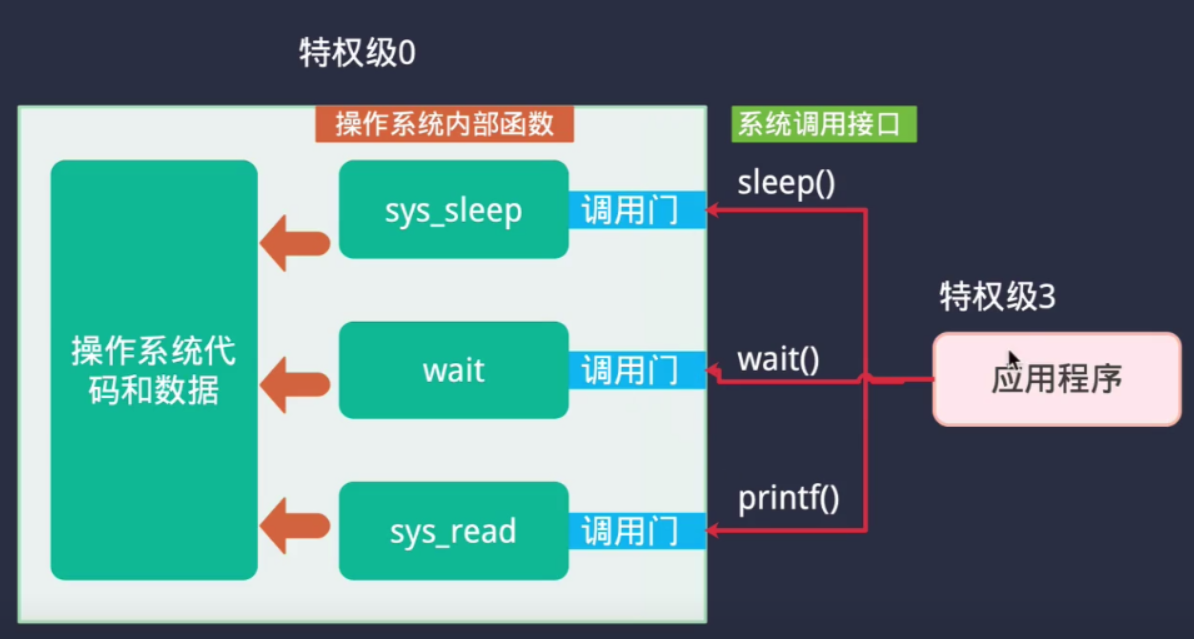 特权级0
操作系统内部函数
系统调用接口
sleep()
sys_sleep
调用门
特权级3
操作系统代
码和数据
wait
调用门
wait()
应用程序
printf()
sys_read
调用门